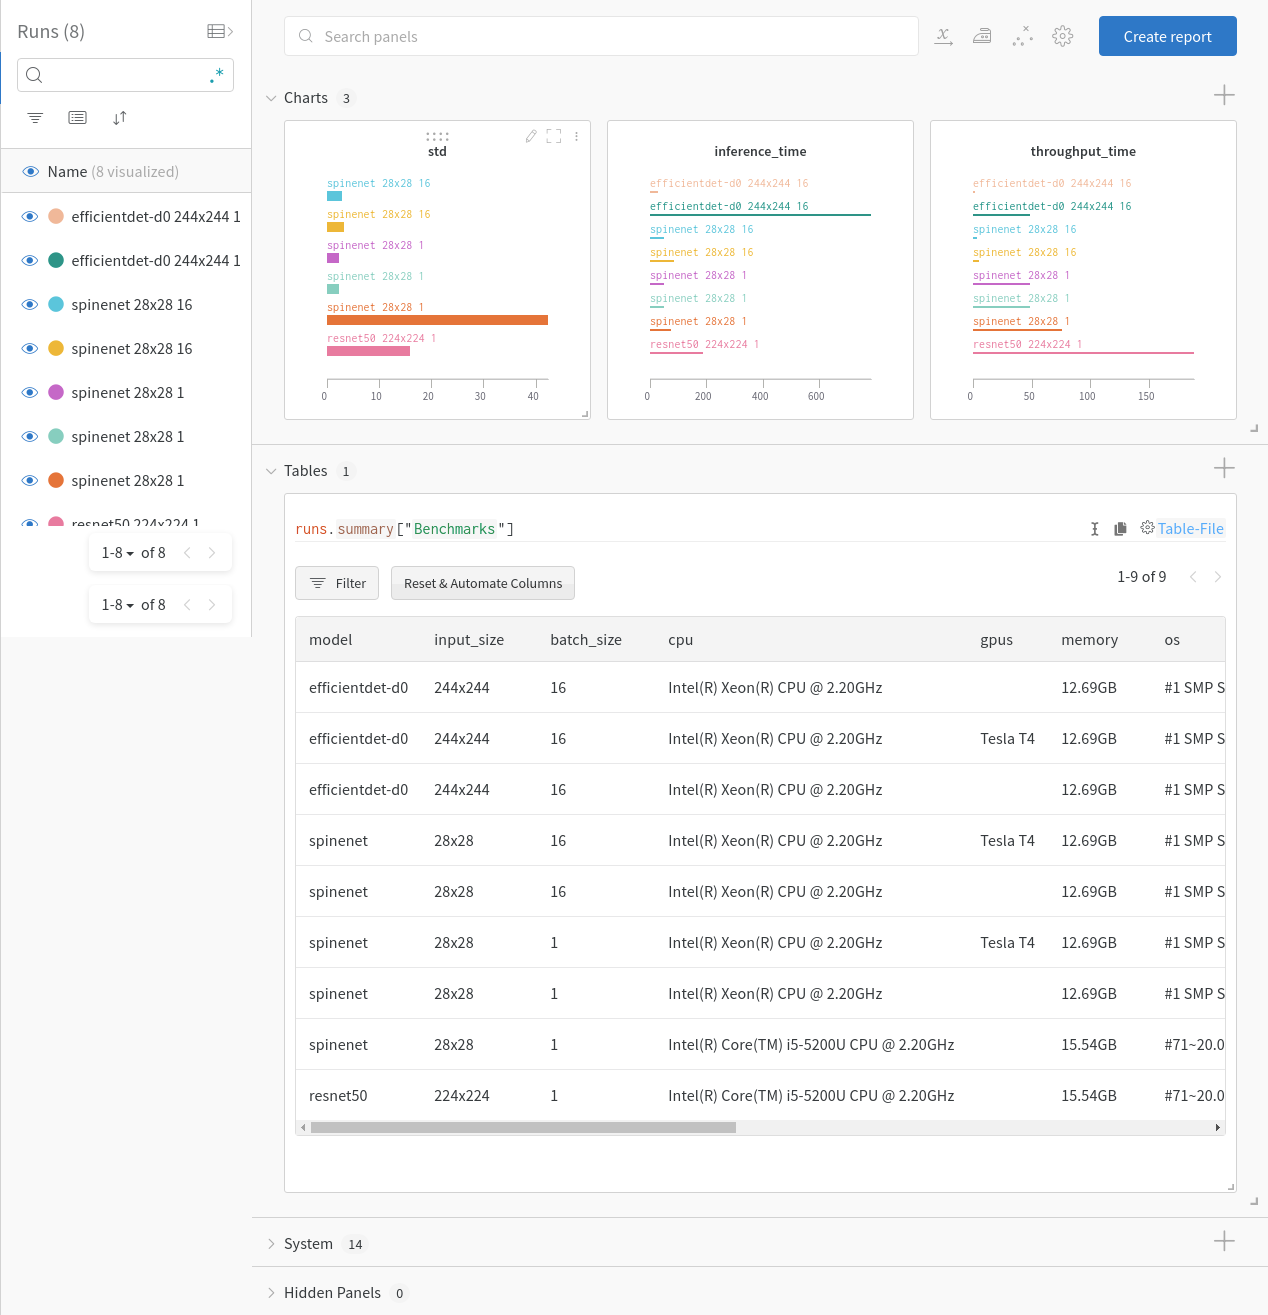 Runs (8)
.*
Name (8 visualized)
efficientdet-d0 244x244 1
efficientdet-d0 244x244 1
spinenet 28x28 16
spinenet 28x28 16
spinenet 28x28 1
spinenet 28x28 1
spinenet 28x28 1
resnet50 224x224 1
1-8 of 8
1-8 of 8
Search panels
Create report
Charts 3
std
spinenet 28x28 16
spinenet 28x28 16
spinenet 28x28 1
spinenet 28x28 1
spinenet 28x28 1
resnet50 224x224 1
0 10 20 30 40
inference_time
efficientdet-d0 244x244 16
efficientdet-d0 244x244 16
spinenet 28x28 16
spinenet 28x28 16
spinenet 28x28 1
spinenet 28x28 1
spinenet 28x28 1
resnet50 224x224 1
0 200 400 600
throughput_time
efficientdet-d0 244x244 16
efficientdet-d0 244x244 16
spinenet 28x28 16
spinenet 28x28 16
spinenet 28x28 1
spinenet 28x28 1
spinenet 28x28 1
resnet50 224x224 1
0 50 100 150
Tables 1
runs.summary["Benchmarks"]
Table-File
Filter
Reset & Automate Columns
1-9 of 9
model input_size batch_size cpu gpus memory os
efficientdet-d0 244x244 16 Intel(R) Xeon(R) CPU @ 2.20GHz 12.69GB #1 SMP S
efficientdet-d0 244x244 16 Intel(R) Xeon(R) CPU @ 2.20GHz Tesla T4 12.69GB #1 SMP S
efficientdet-d0 244x244 16 Intel(R) Xeon(R) CPU @ 2.20GHz 12.69GB #1 SMP S
spinenet 28x28 16 Intel(R) Xeon(R) CPU @ 2.20GHz Tesla T4 12.69GB #1 SMP S
spinenet 28x28 16 Intel(R) Xeon(R) CPU @ 2.20GHz 12.69GB #1 SMP S
spinenet 28x28 1 Intel(R) Xeon(R) CPU @ 2.20GHz Tesla T4 12.69GB #1 SMP S
spinenet 28x28 1 Intel(R) Xeon(R) CPU @ 2.20GHz 12.69GB #1 SMP S
spinenet 28x28 1 Intel(R) Core(TM) i5-5200U CPU @ 2.20GHz 15.54GB #71~20.0
resnet50 224x224 1 Intel(R) Core(TM) i5-5200U CPU @ 2.20GHz 15.54GB #71~20.0
System 14
Hidden Panels 0